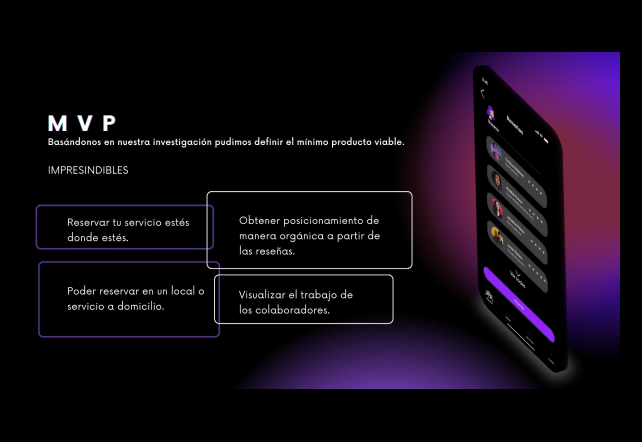 MVP
Basándonos en nuestra investigación pudimos definir el mínimo producto viable.
IMPRESINDIBLES
Reservar tu servicio estés
donde estés.
Obtener posicionamiento de
manera orgánica a partir de
las reseñas.
Poder reservar en un local o
servicio a domicilio.
Visualizar el trabajo de
los colaboradores.